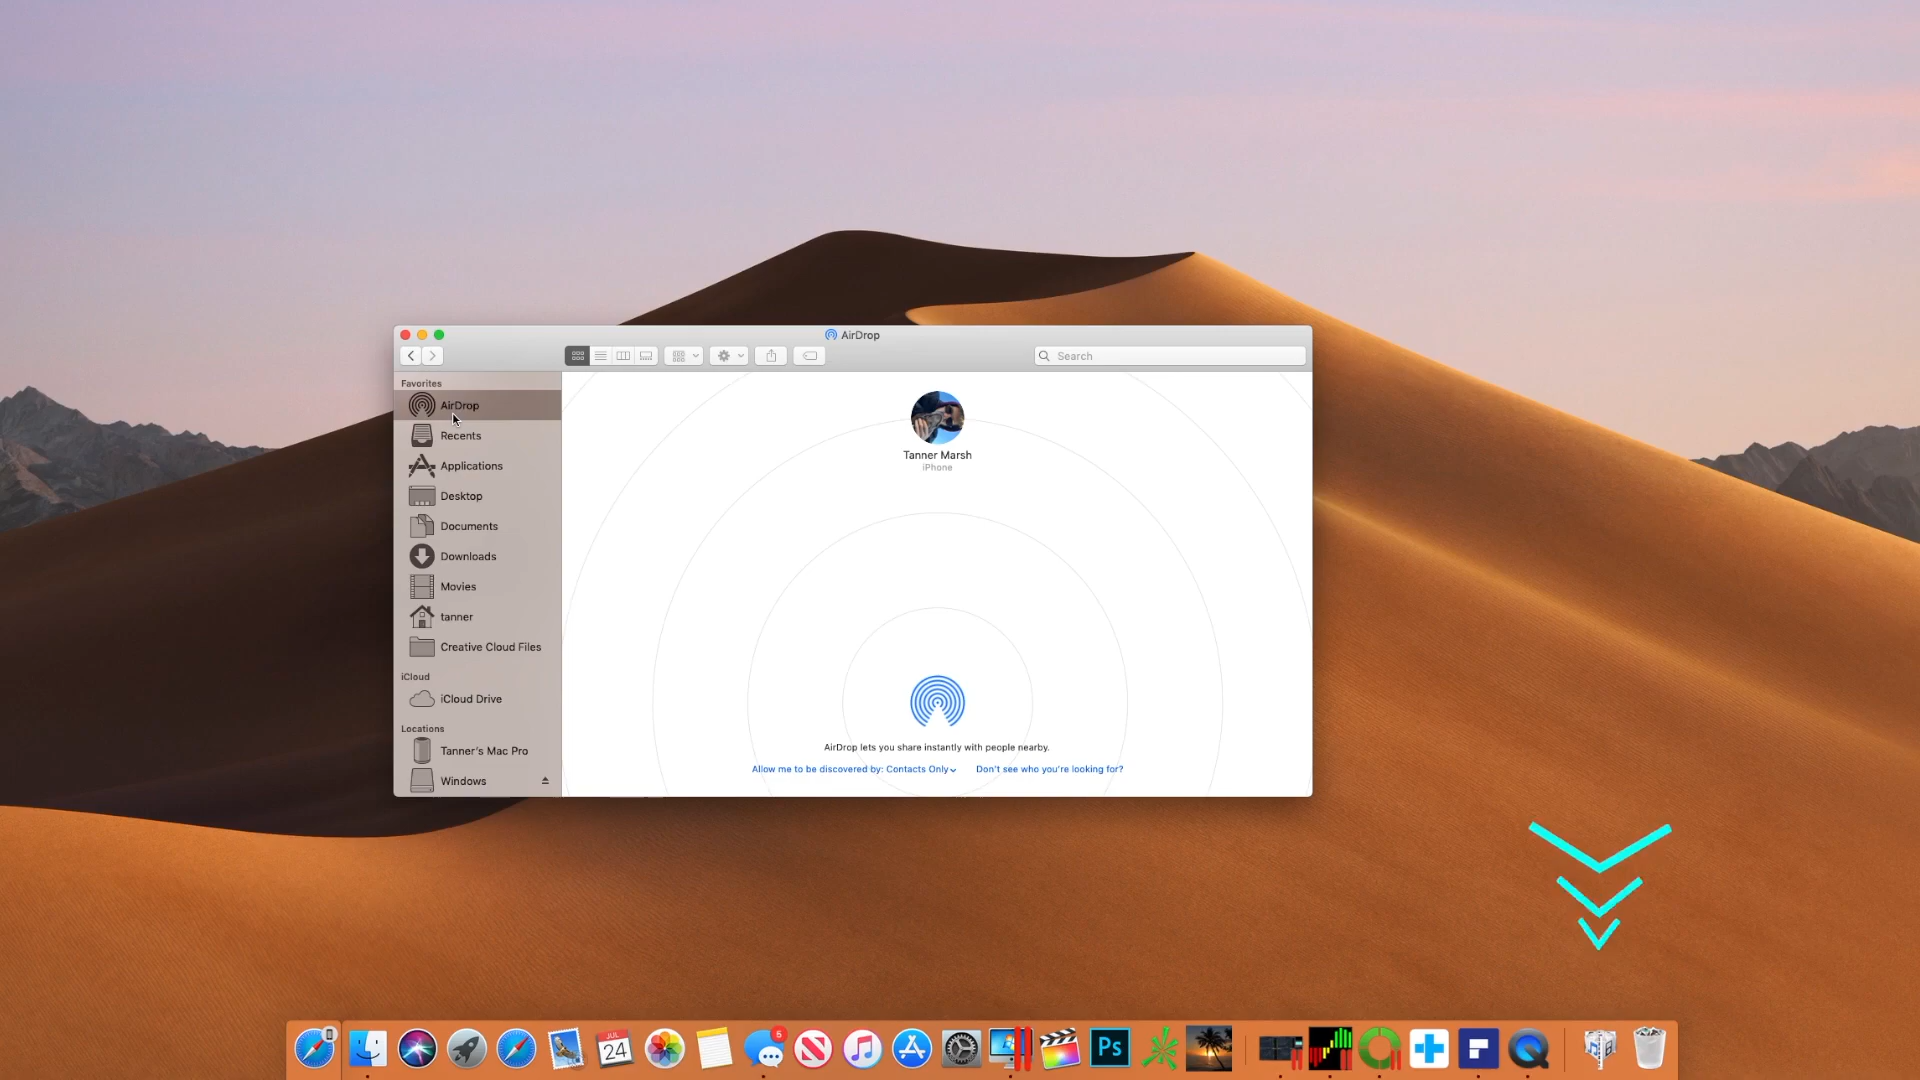 AirDrop
Search
Favorites
AirDrop
Recents
Applications
Desktop
Documents
Downloads
Movies
tanner
Creative Cloud Files
iCloud
iCloud Drive
Locations
Tanner's Mac Pro
Windows
Tanner Marsh
iPhone
AirDrop lets you share instantly with people nearby.
Allow me to be discovered by: Contacts Only
Don't see who you're looking for?
JUL
24
5
Ps